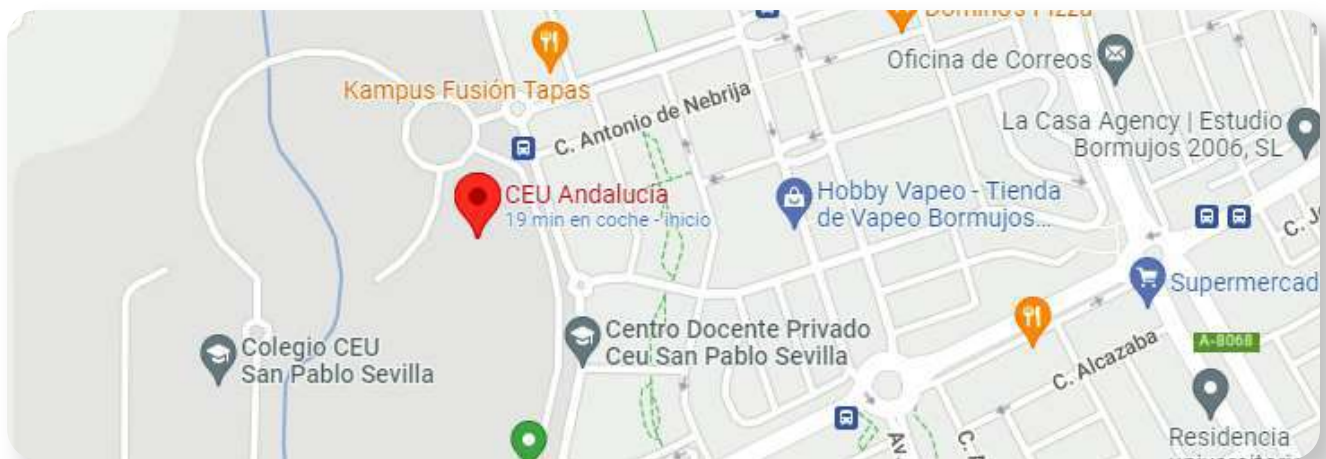 Domino's Pizza
Oficina de Correos
Kampus Fusión Tapas
C. Antonio de Nebrija
La Casa Agency | Estudio
Bormujos 2006, SL
CEU Andalucía
19 min en coche - inicio
Hobby Vapeo - Tienda
de Vapeo Bormujos...
C. J
Supermercad
Centro Docente Privado
Ceu San Pablo Sevilla
Colegio CEU
San Pablo Sevilla
A-8068
C. Alcazaba
Residencia
Av.
C.